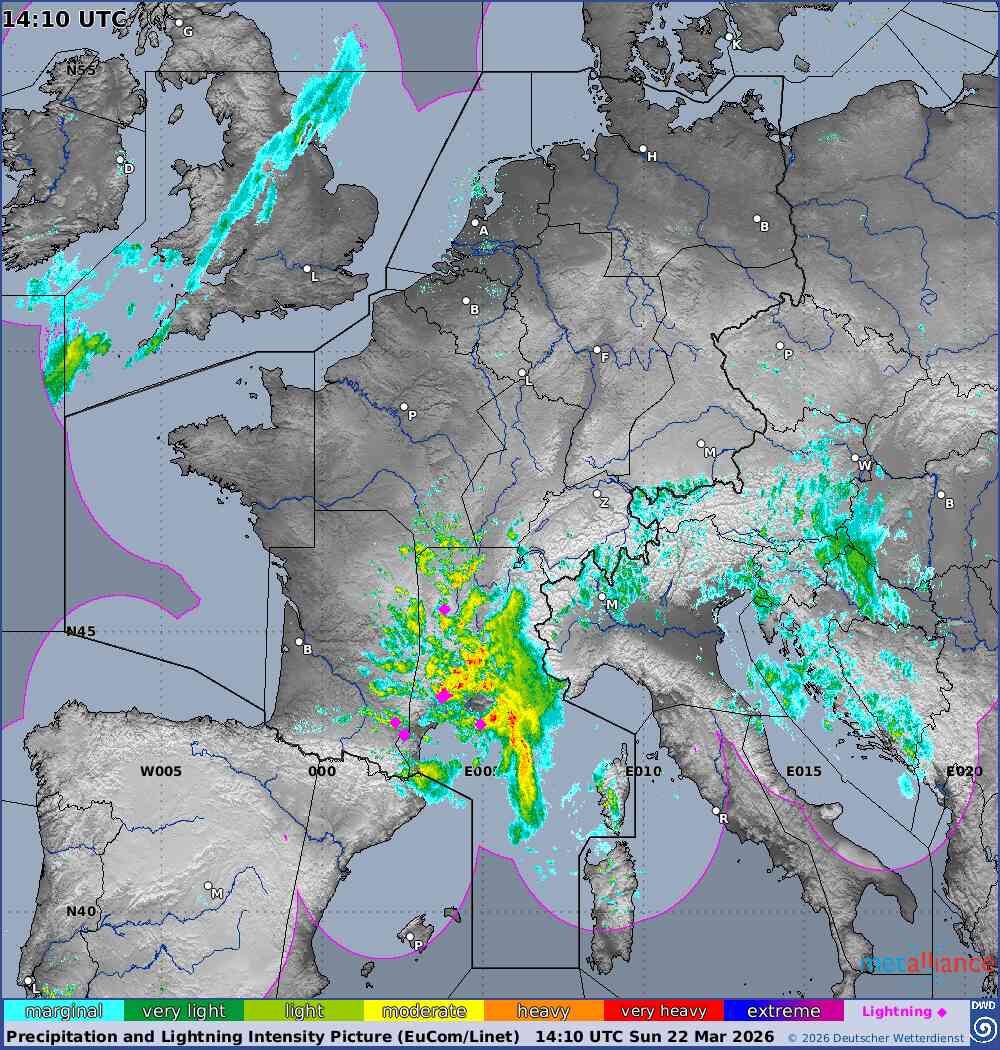 14:10 UTC
G
K
N55
D
H
A
B
B
L
B
F
P
L
P
M
W
Z
B
M
N45
B
W005
000
E005
E010
E015
E020
R
M
N40
P
L
metalliance
marginal very light light moderate heavy very heavy extreme Lightning ◆
DWD
Precipitation and Lightning Intensity Picture (EuCom/Linet) 14:10 UTC Sun 22 Mar 2026 © 2026 Deutscher Wetterdienst